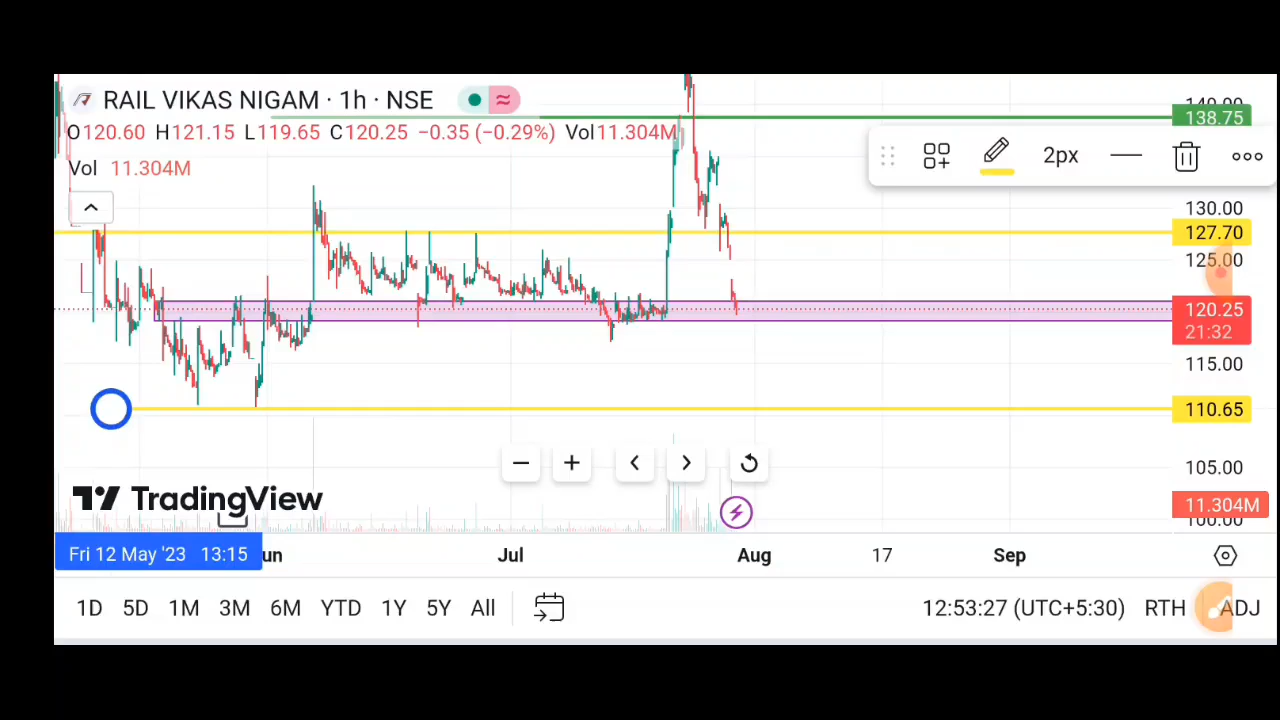 RAIL VIKAS NIGAM · 1h · NSE
O120.60 H121.15 L119.65 C120.25 −0.35 (−0.29%) Vol11.304M
Vol 11.304M
2px
140.00
138.75
130.00
127.70
125.00
120.25
21:32
115.00
110.65
105.00
11.304M
100.00
TradingView
Fri 12 May '23 13:15
un Jul Aug 17 Sep
1D 5D 1M 3M 6M YTD 1Y 5Y All
12:53:27 (UTC+5:30) RTH ADJ